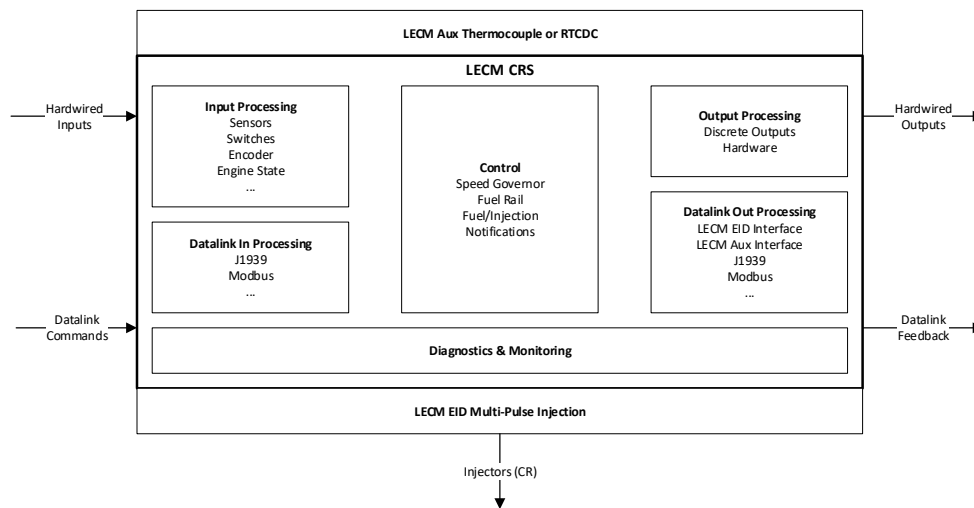 LECM Aux Thermocouple or RTCDC
LECM CRS
Hardwired
Inputs
Input Processing
Sensors
Switches
Encoder
Engine State
...
Datalink In Processing
J1939
Modbus
...
Datalink
Commands
Control
Speed Governor
Fuel Rail
Fuel/Injection
Notifications
Output Processing
Discrete Outputs
Hardware
Datalink Out Processing
LECM EID Interface
LECM Aux Interface
J1939
Modbus
...
Hardwired
Outputs
Datalink
Feedback
Diagnostics & Monitoring
LECM EID Multi-Pulse Injection
Injectors (CR)